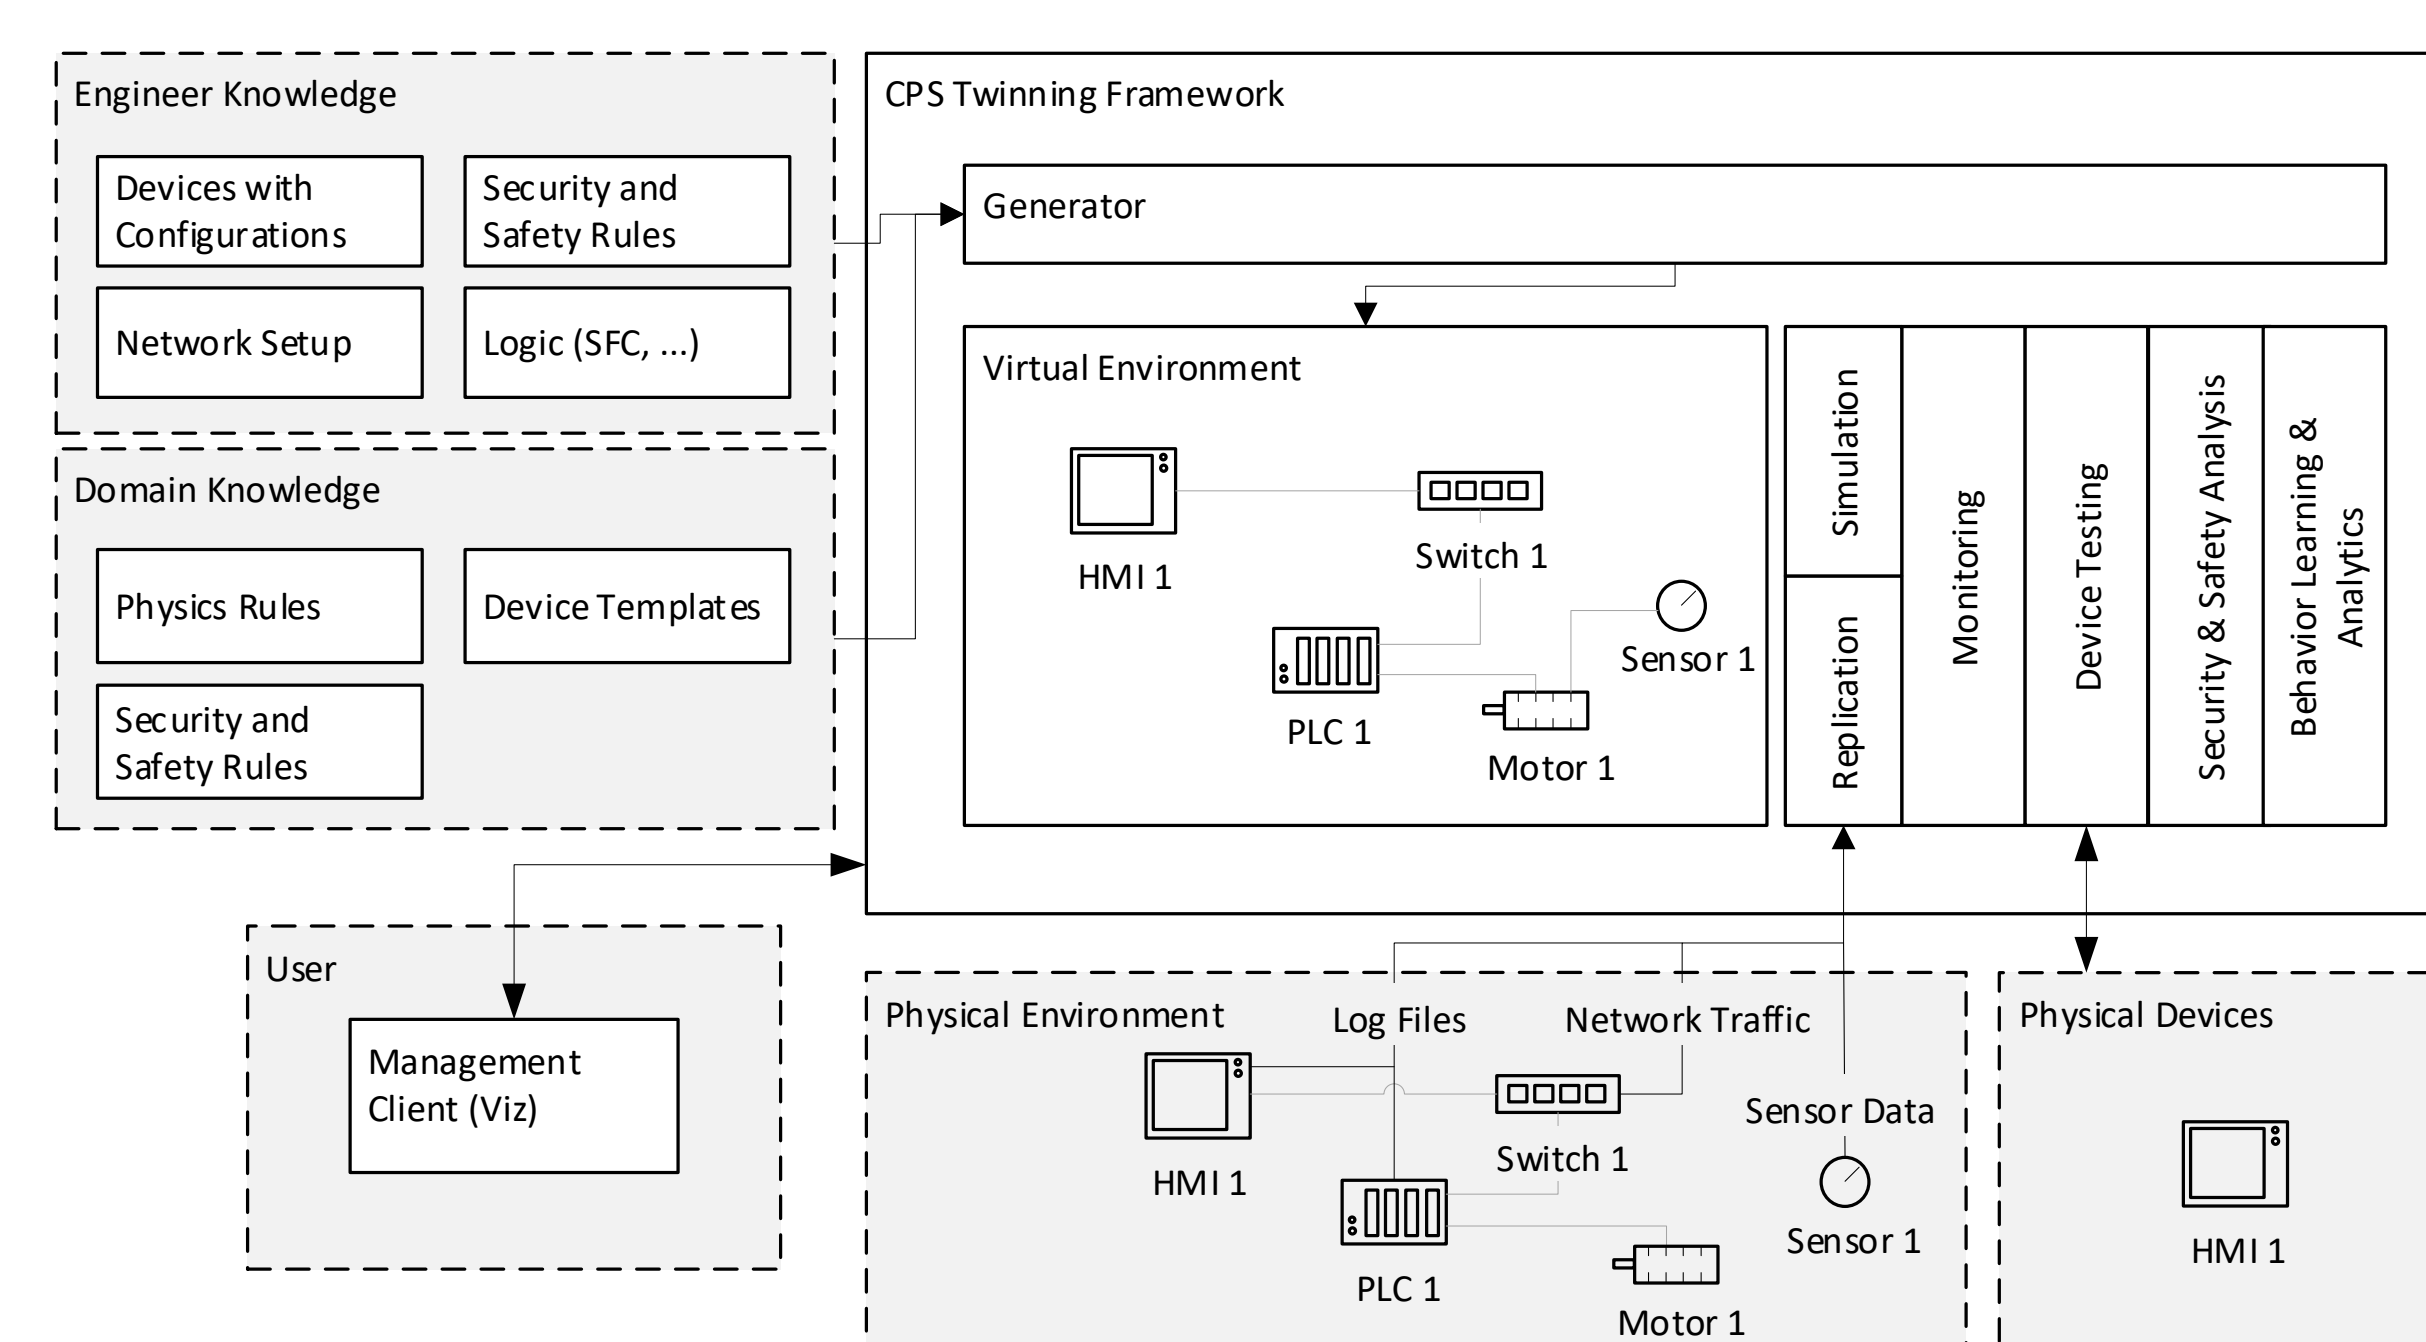 Engineer Knowledge
Devices with
Configurations
Security and
Safety Rules
Network Setup
Logic (SFC, ...)
Domain Knowledge
Physics Rules
Device Templates
Security and
Safety Rules
User
Management
Client (Viz)
CPS Twinning Framework
Generator
Virtual Environment
HMI 1
Switch 1
Sensor 1
PLC 1
Motor 1
Simulation
Replication
Monitoring
Device Testing
Security & Safety Analysis
Behavior Learning &
Analytics
Physical Environment
Log Files
Network Traffic
Sensor Data
HMI 1
Switch 1
Sensor 1
PLC 1
Motor 1
Physical Devices
HMI 1